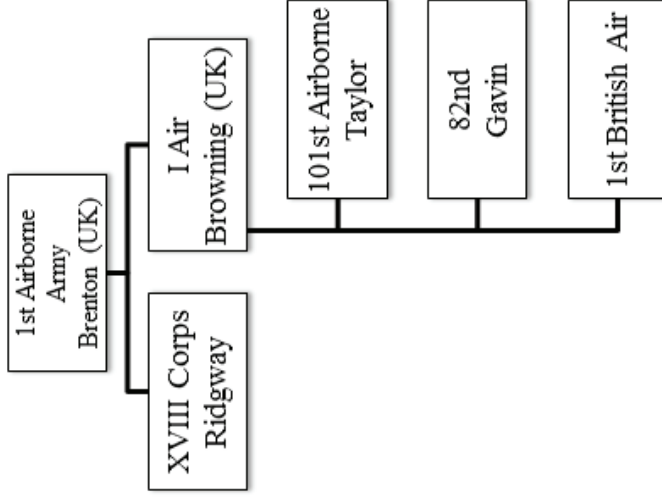 1st Airborne
Army
Brenton (UK)
XVIII Corps
Ridgway
I Air
Browning (UK)
101st Airborne
Taylor
82nd
Gavin
1st British Air